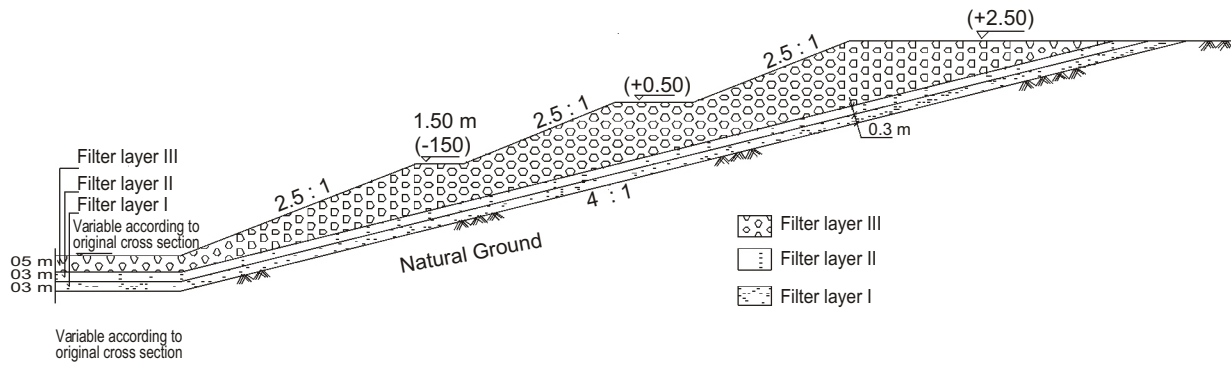 (+2.50)
2.5 : 1
(+0.50)
2.5 : 1
1.50 m
(-150)
0.3 m
2.5 : 1
4 : 1
Natural Ground
Filter layer III
Filter layer II
Filter layer I
Variable according to
original cross section
05 m
03 m
03 m
Variable according to
original cross section
Filter layer III
Filter layer II
Filter layer I